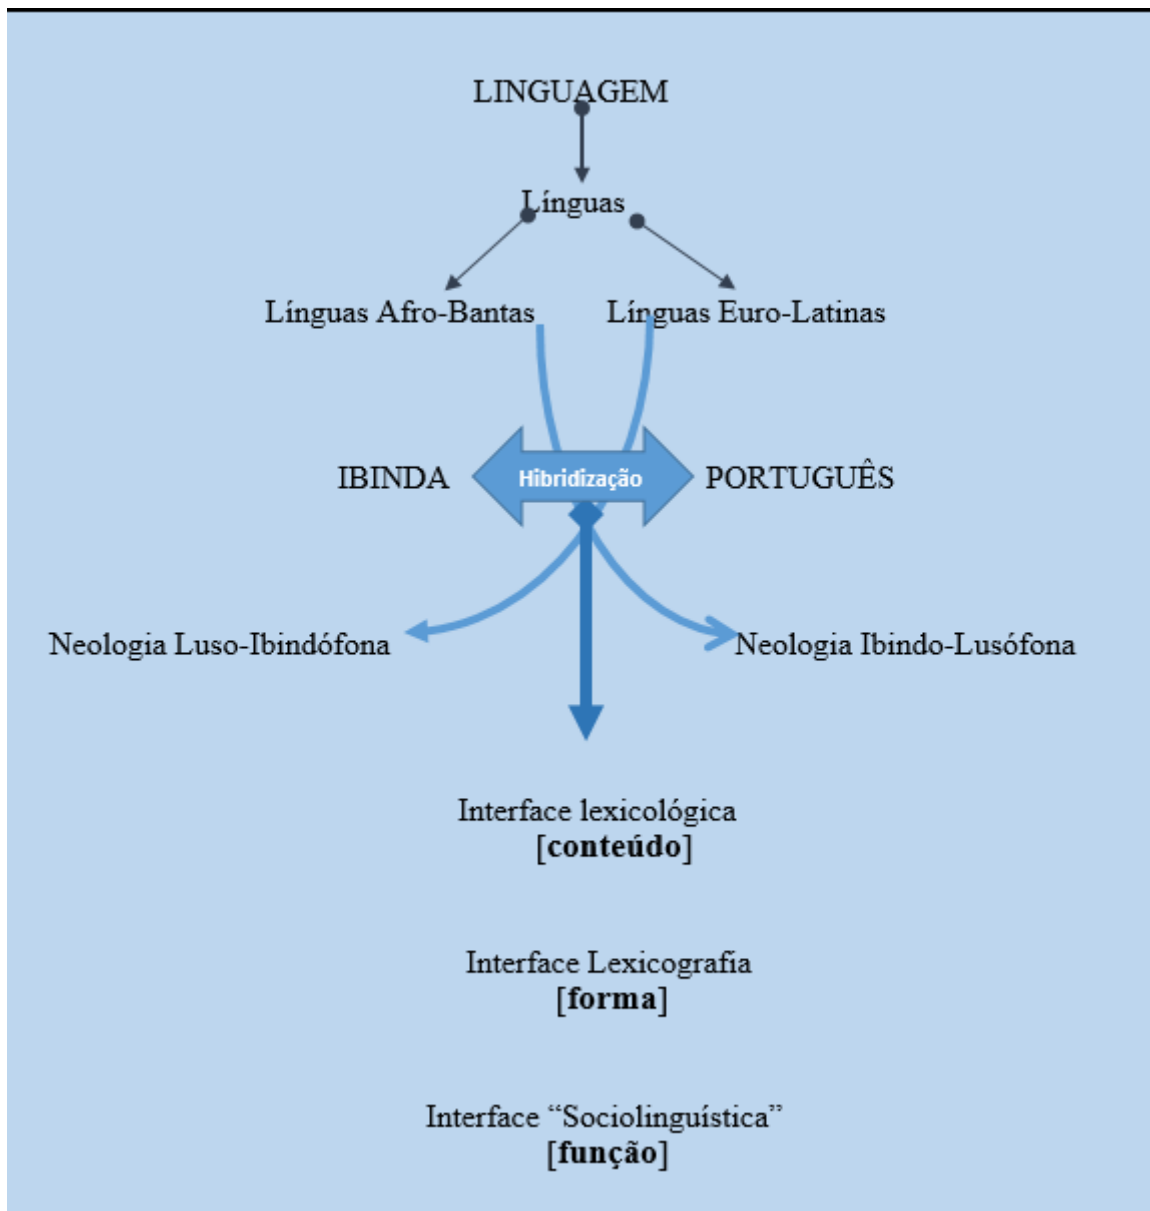 LINGUAGEM
Línguas
Línguas Afro-Bantas
Línguas Euro-Latinas
IBINDA
Hibridização
PORTUGUÊS
Neologia Luso-Ibindófona
Neologia Ibindo-Lusófona
Interface lexicológica
[conteúdo]
Interface Lexicografia
[forma]
Interface “Sociolinguística”
[função]